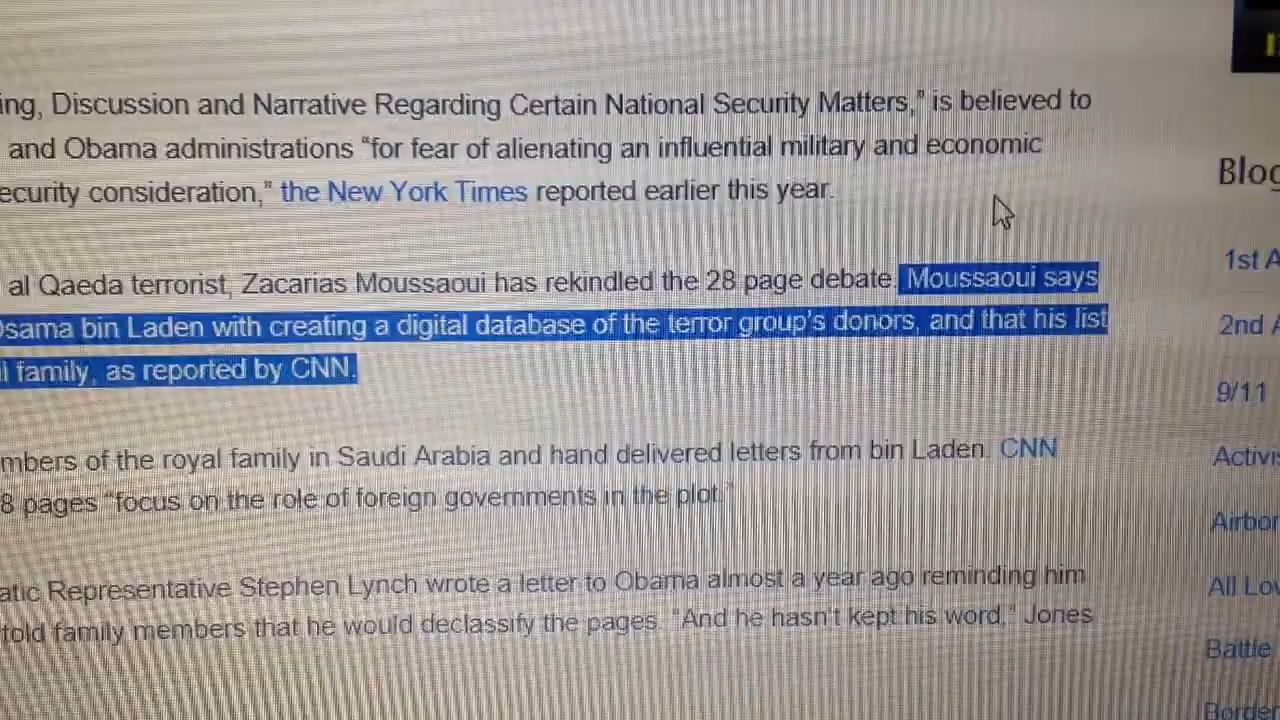 ing, Discussion and Narrative Regarding Certain National Security Matters,” is believed to
and Obama administrations “for fear of alienating an influential military and economic
ecurity consideration,” the New York Times reported earlier this year.
al Qaeda terrorist, Zacarias Moussaoui has rekindled the 28 page debate. Moussaoui says
Osama bin Laden with creating a digital database of the terror group's donors, and that his list
l family, as reported by CNN.
mbers of the royal family in Saudi Arabia and hand delivered letters from bin Laden. CNN
8 pages “focus on the role of foreign governments in the plot.”
atic Representative Stephen Lynch wrote a letter to Obama almost a year ago reminding him
told family members that he would declassify the pages. “And he hasn't kept his word.” Jones
Blog
1st A
2nd A
9/11
Activis
Airbor
All Lov
Battle
Border